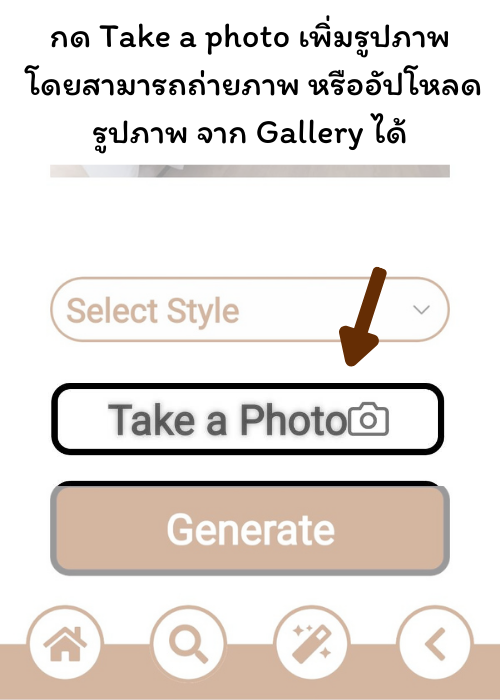 กด Take a photo เพิ่มรูปภาพ
โดยสามารถถ่ายภาพ หรืออัปโหลด
รูปภาพ จาก Gallery ได้
Select Style
Take a Photo
Generate